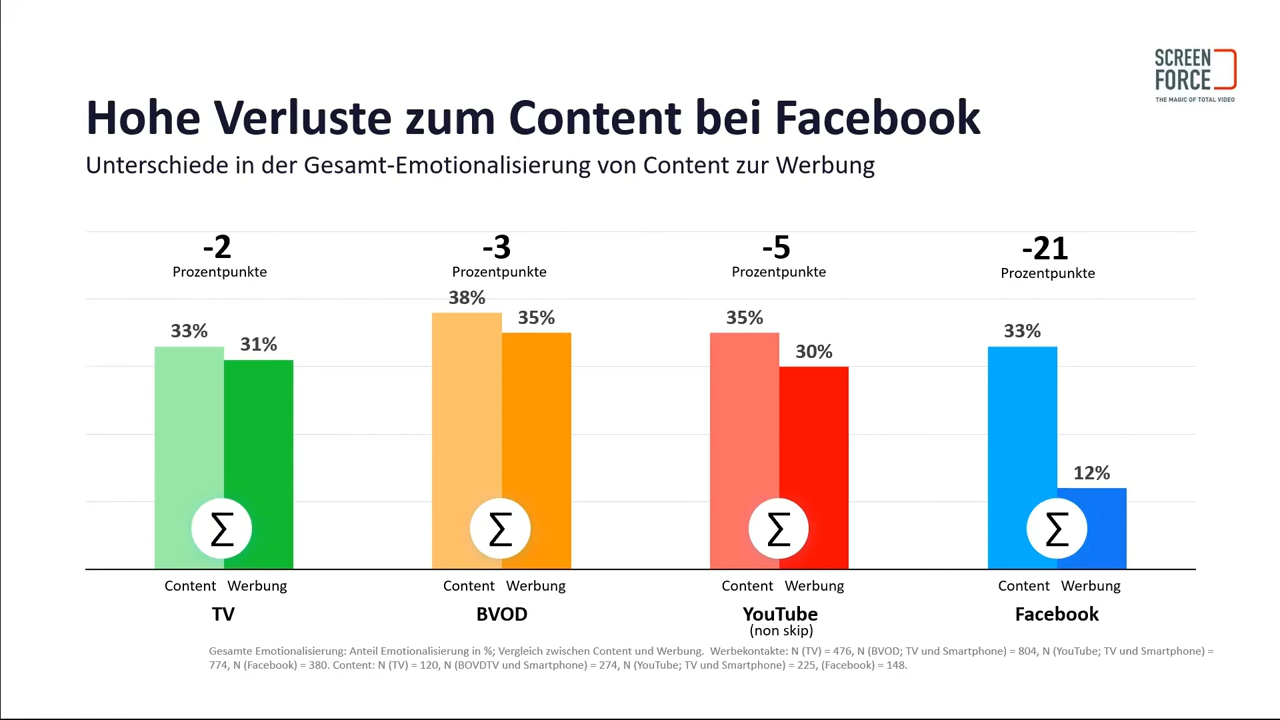 SCREEN
FORCE
THE MAGIC OF TOTAL VIDEO
Hohe Verluste zum Content bei Facebook
Unterschiede in der Gesamt-Emotionalisierung von Content zur Werbung
-2
Prozentpunkte
-3
Prozentpunkte
-5
Prozentpunkte
-21
Prozentpunkte
33%
31%
38%
35%
35%
30%
33%
12%
Σ
Σ
Σ
Σ
Content Werbung
TV
Content Werbung
BVOD
Content Werbung
YouTube
(non skip)
Content Werbung
Facebook
Gesamte Emotionalisierung: Anteil Emotionalisierung in %; Vergleich zwischen Content und Werbung. Werbekontakte: N (TV) = 476, N (BVOD; TV und Smartphone) = 804, N (YouTube; TV und Smartphone) =
774, N (Facebook) = 380. Content: N (TV) = 120, N (BOVDTV und Smartphone) = 274, N (YouTube; TV und Smartphone) = 225, (Facebook) = 148.